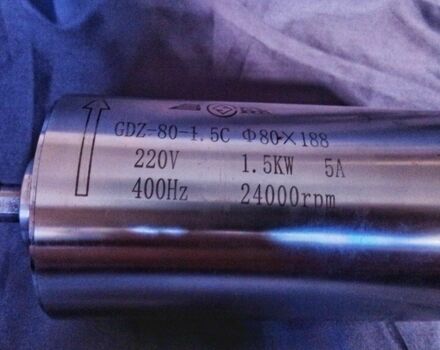 GDZ-80-1.5C Φ80×188
220V 1.5KW 5A
400Hz 24000rpm